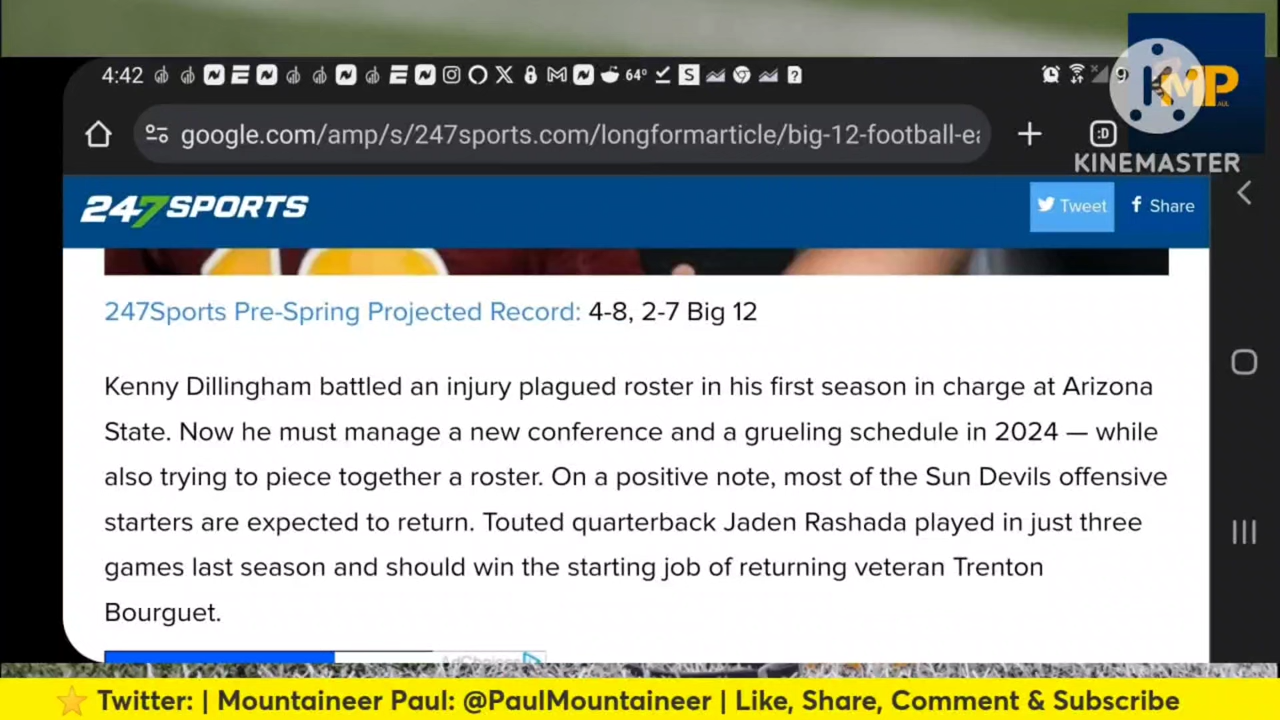 4:42
64°
KMP
PAUL
google.com/amp/s/247sports.com/longformarticle/big-12-football-ea
:D
KINEMASTER
247SPORTS
Tweet
Share
247Sports Pre-Spring Projected Record: 4-8, 2-7 Big 12
Kenny Dillingham battled an injury plagued roster in his first season in charge at Arizona
State. Now he must manage a new conference and a grueling schedule in 2024 — while
also trying to piece together a roster. On a positive note, most of the Sun Devils offensive
starters are expected to return. Touted quarterback Jaden Rashada played in just three
games last season and should win the starting job of returning veteran Trenton
Bourguet.
AdChoices
Twitter: | Mountaineer Paul: @PaulMountaineer | Like, Share, Comment & Subscribe